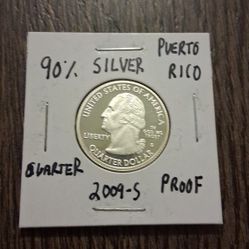 PUERTO
90% SILVER RICO
UNITED STATES OF AMERICA
LIBERTY
IN
GOD WE
TRUST
S
QUARTER DOLLAR
QUARTER 2009-S PROOF